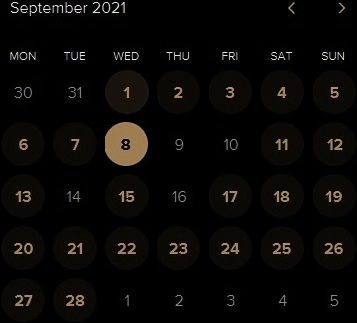 September 2021
MON TUE WED THU FRI SAT SUN
30 31 1 2 3 4 5
6 7 8 9 10 11 12
13 14 15 16 17 18 19
20 21 22 23 24 25 26
27 28 1 2 3 4 5